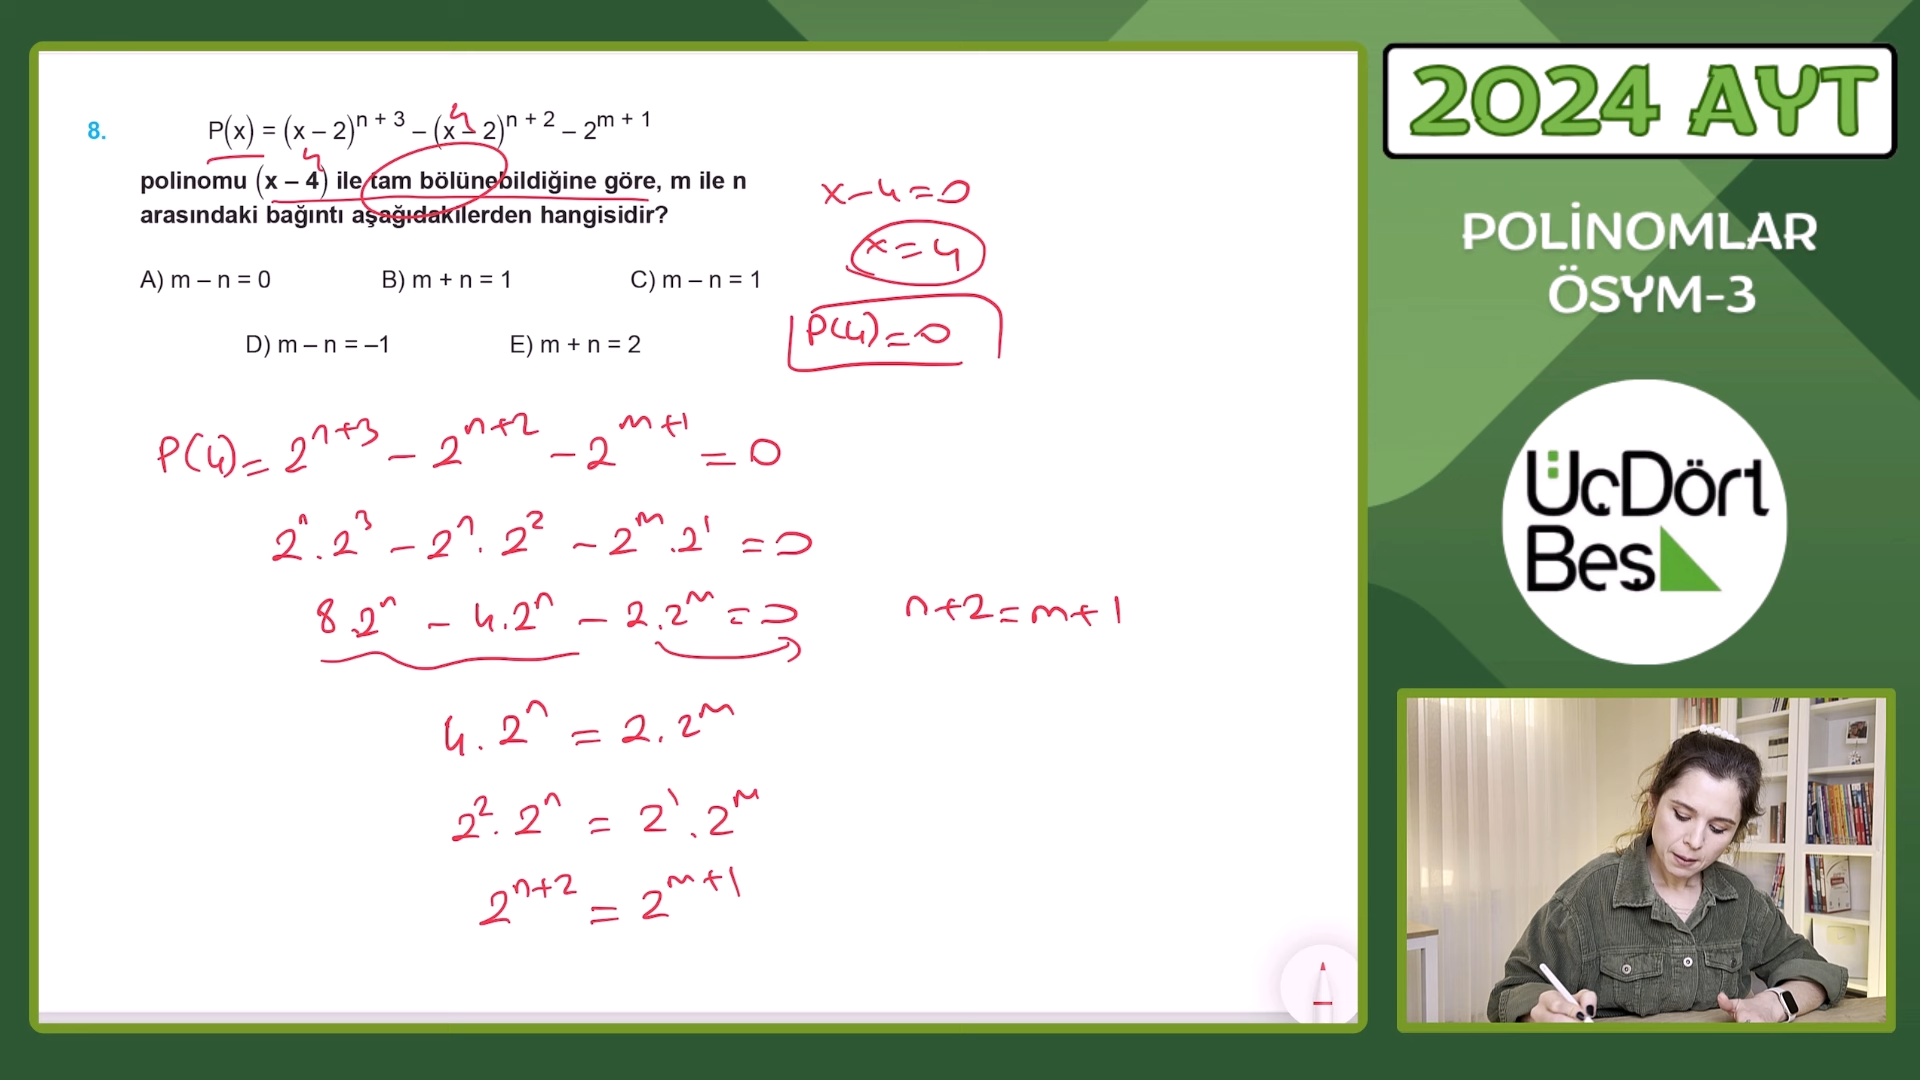 8. P(x) = (x – 2)^{n + 3} – (x – 2)^{n + 2} – 2^{m + 1}
4
4
polinomu (x – 4) ile tam bölünebildiğine göre, m ile n
arasındaki bağıntı aşağıdakilerden hangisidir?
A) m – n = 0 B) m + n = 1 C) m – n = 1
D) m – n = –1 E) m + n = 2
x – 4 = 0
x = 4
P(4) = 0
P(4) = 2^{n+3} – 2^{n+2} – 2^{m+1} = 0
2^n . 2^3 – 2^n . 2^2 – 2^m . 2^1 = 0
8 . 2^n – 4 . 2^n – 2 . 2^m = 0
4 . 2^n = 2 . 2^m
2^2 . 2^n = 2^1 . 2^m
2^{n+2} = 2^{m+1}
n+2 = m+1
2024 AYT
POLİNOMLAR
ÖSYM-3
ÜçDört
Beş